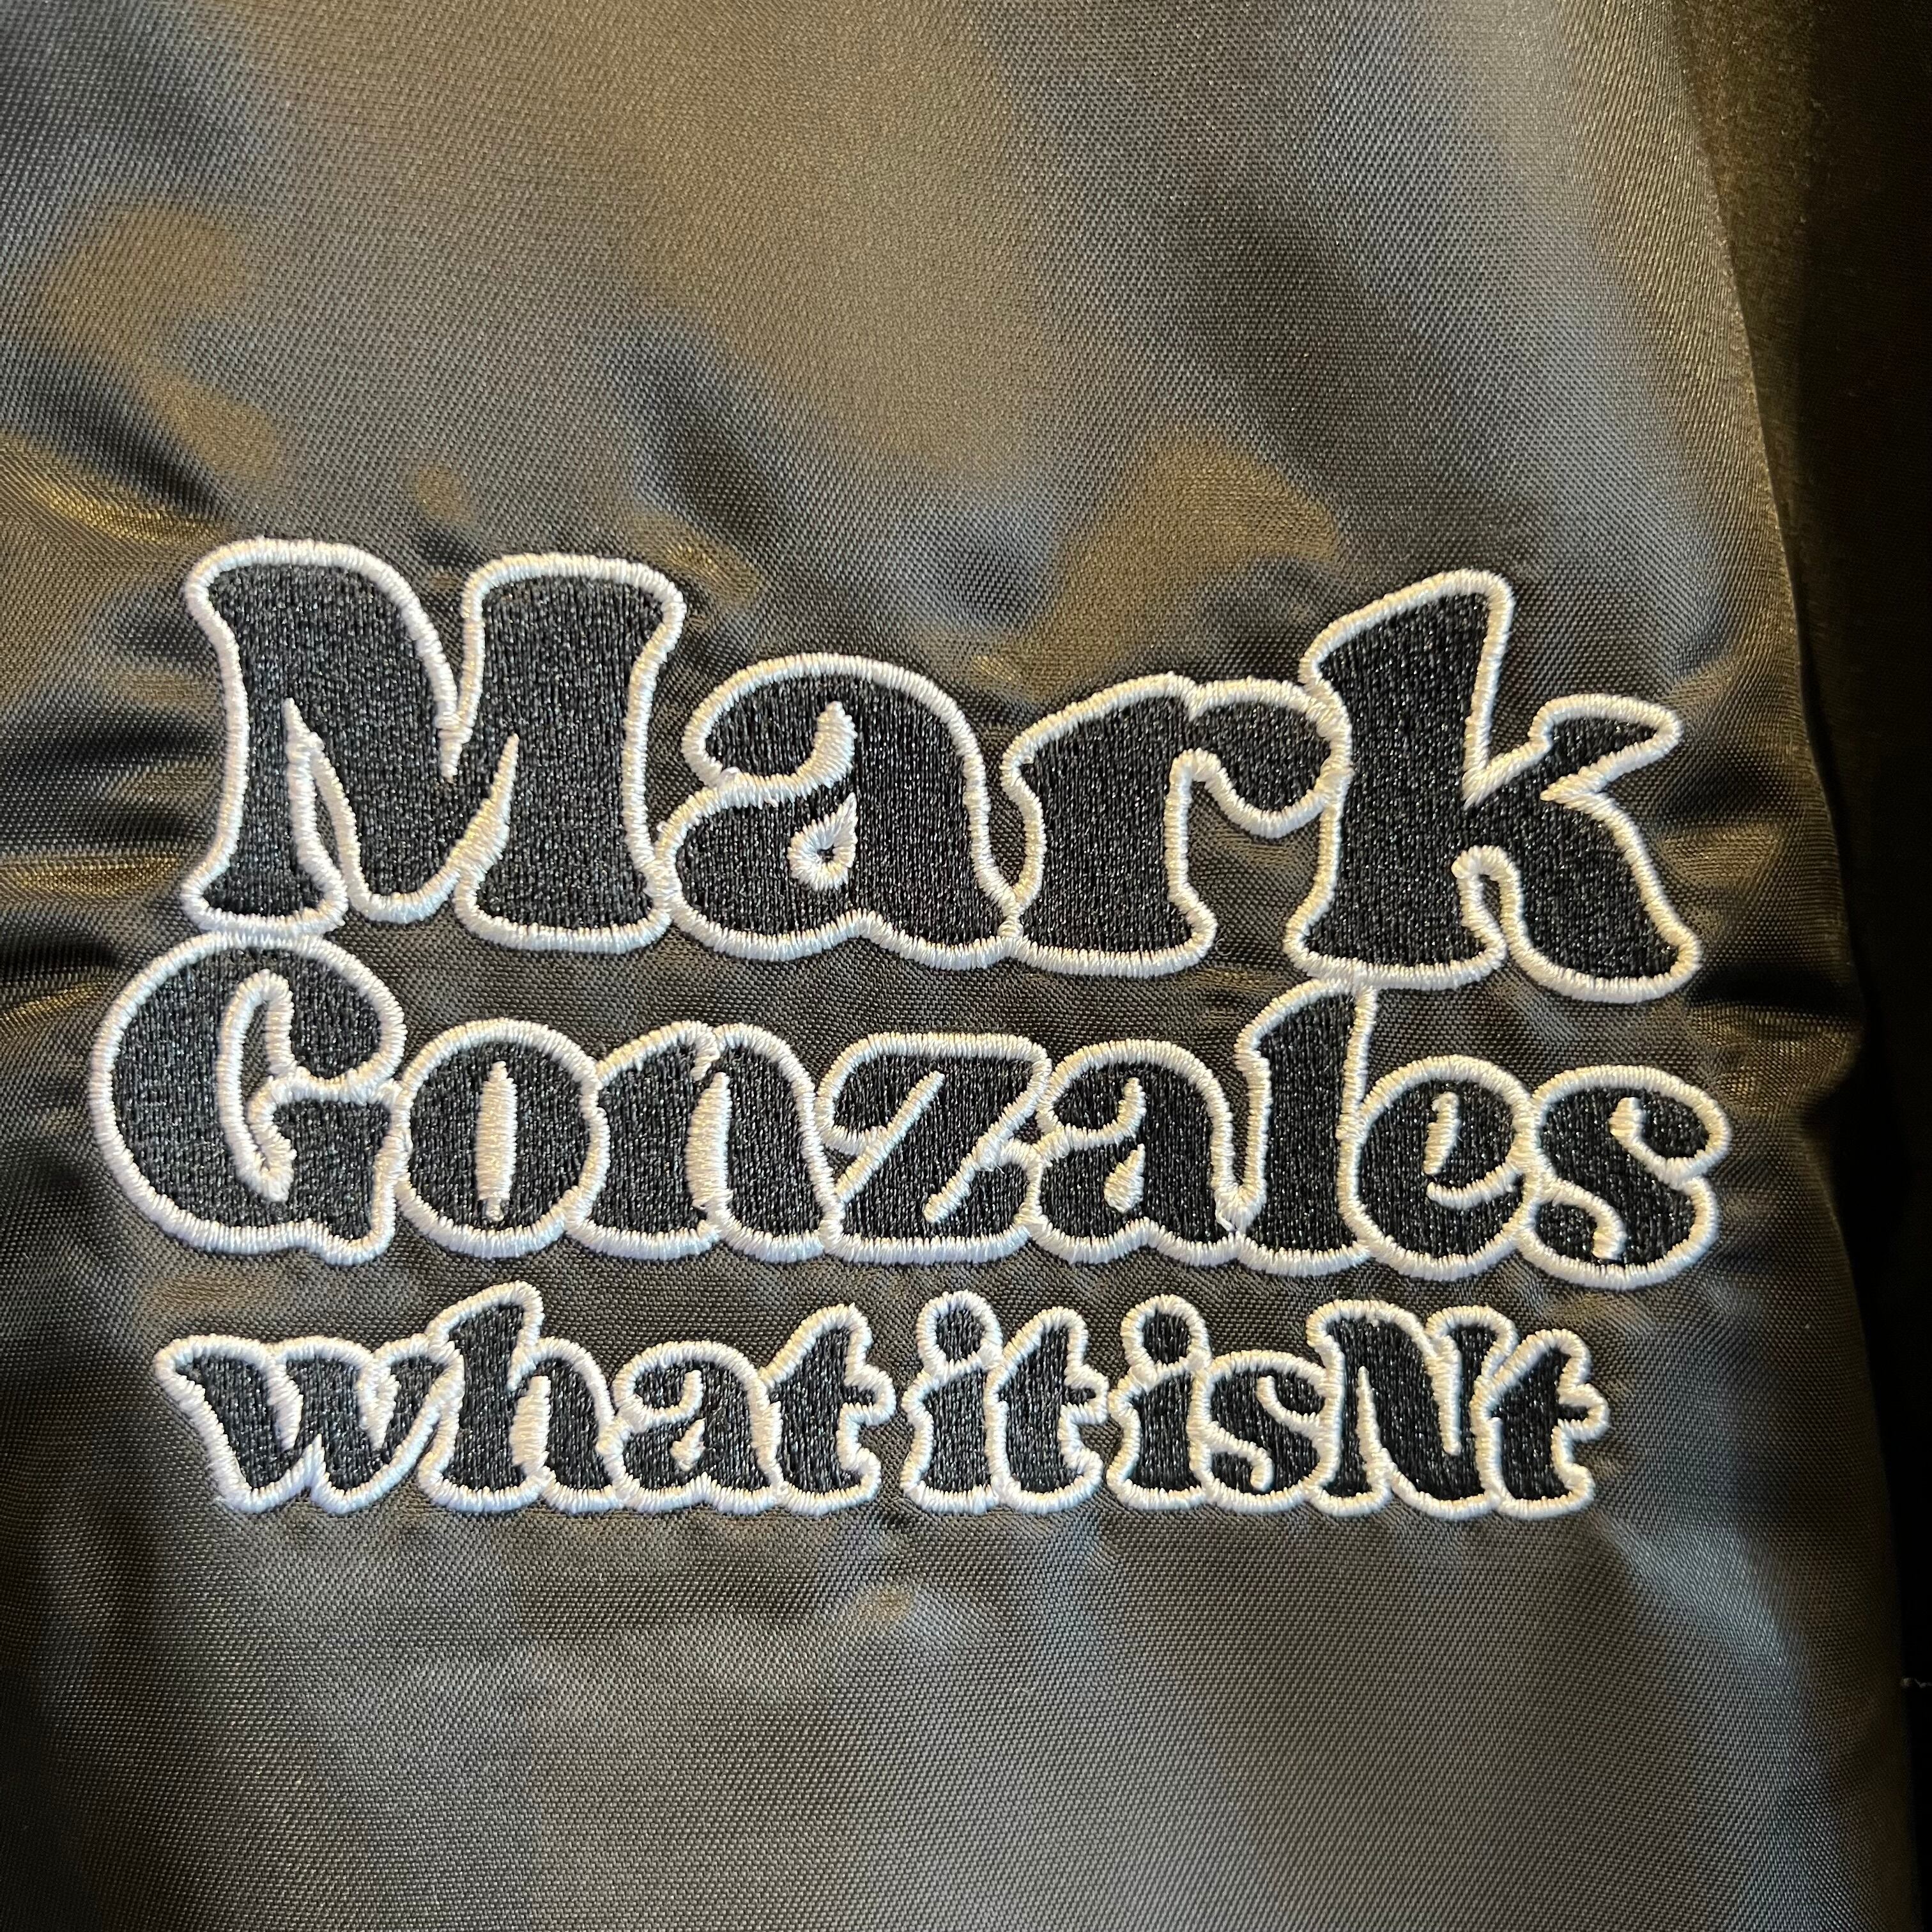 Mark
Gonzales
what it isNt